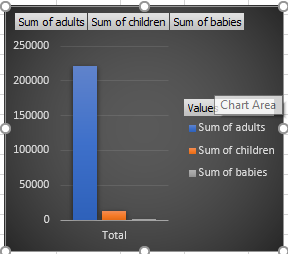 Sum of adults Sum of children Sum of babies
250000
200000
Values
Chart Area
150000
Sum of adults
100000
Sum of children
50000
Sum of babies
0
Total